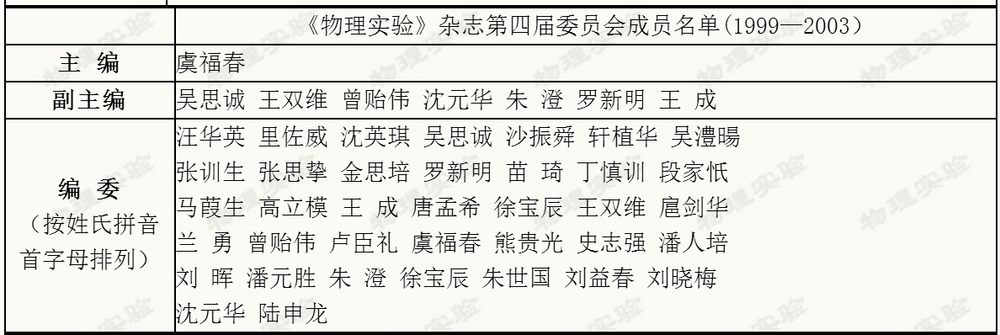 《物理实验》杂志第四届委员会成员名单(1999—2003)
主 编 虞福春
副主编 吴思诚 王双维 曾贻伟 沈元华 朱 澄 罗新明 王 成
编 委
（按姓氏拼音
首字母排列）
汪华英 里佐威 沈英琪 吴思诚 沙振舜 轩植华 吴澧暘
张训生 张思挚 金思培 罗新明 苗 琦 丁慎训 段家忯
马葭生 高立模 王 成 唐孟希 徐宝辰 王双维 扈剑华
兰 勇 曾贻伟 卢臣礼 虞福春 熊贵光 史志强 潘人培
刘 晖 潘元胜 朱 澄 徐宝辰 朱世国 刘益春 刘晓梅
沈元华 陆申龙
物理实验